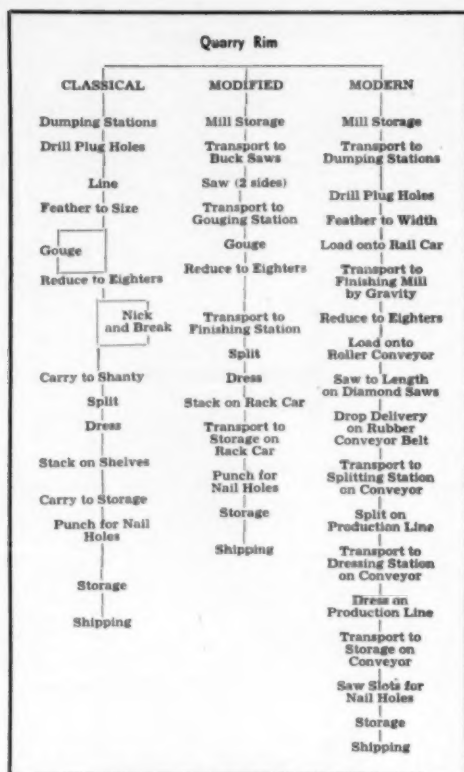 Quarry Rim
CLASSICAL
Dumping Stations
Drill Plug Holes
Line
Feather to Size
Gouge
Reduce to Eighters
Nick
and Break
Carry to Shanty
Split
Dress
Stack on Shelves
Carry to Storage
Punch for Nail
Holes
Storage
Shipping
MODIFIED
Mill Storage
Transport to
Buck Saws
Saw (2 sides)
Transport to
Gouging Station
Gouge
Reduce to Eighters
Transport to
Finishing Station
Split
Dress
Stack on Rack Car
Transport to
Storage on
Rack Car
Punch for
Nail Holes
Storage
Shipping
MODERN
Mill Storage
Transport to
Dumping Stations
Drill Plug Holes
Feather to Width
Load onto Rail Car
Transport to
Finishing Mill
by Gravity
Reduce to Eighters
Load onto
Roller Conveyor
Saw to Length
on Diamond Saws
Drop Delivery
on Rubber
Conveyor Belt
Transport to
Splitting Station
on Conveyor
Split on
Production Line
Transport to
Dressing Station
on Conveyor
Dress on
Production Line
Transport to
Storage on
Conveyor
Saw Slots for
Nail Holes
Storage
Shipping